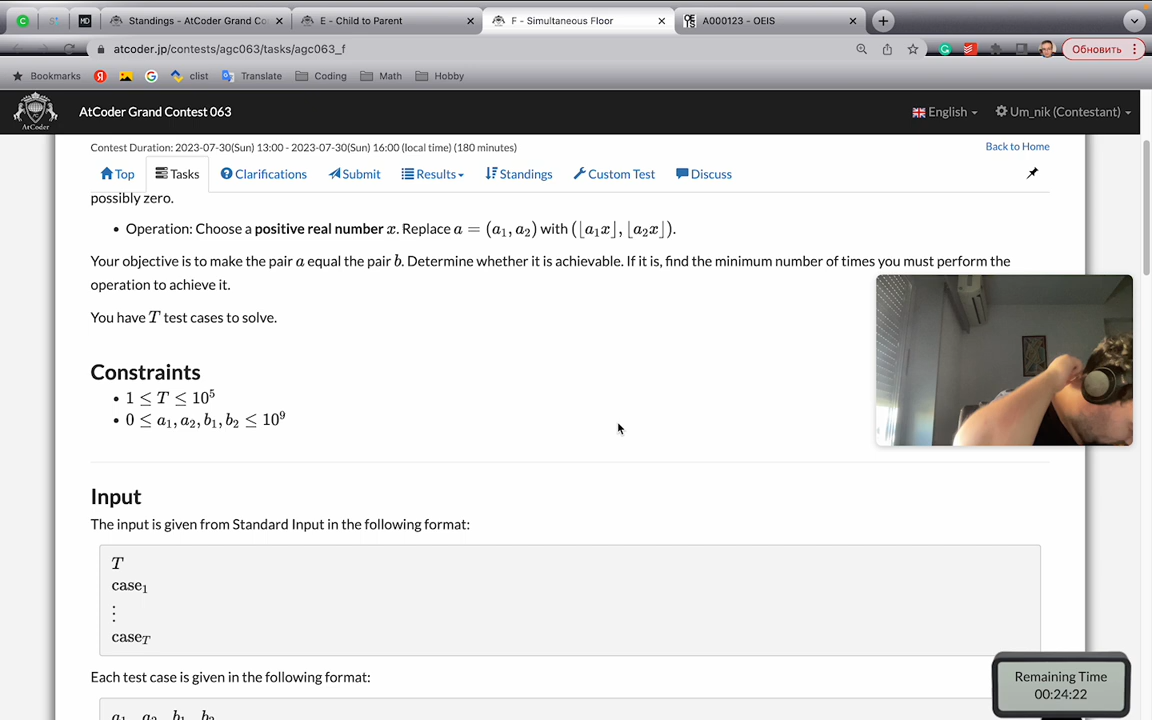 Standings - AtCoder Grand Co
E - Child to Parent
F - Simultaneous Floor
A000123 - OEIS
atcoder.jp/contests/agc063/tasks/agc063_f
Обновить
Bookmarks
clist
Translate
Coding
Math
Hobby
AtCoder Grand Contest 063
English
Um_nik (Contestant)
Contest Duration: 2023-07-30(Sun) 13:00 - 2023-07-30(Sun) 16:00 (local time) (180 minutes)
Back to Home
Top
Tasks
Clarifications
Submit
Results
Standings
Custom Test
Discuss
possibly zero.
• Operation: Choose a positive real number x. Replace a = (a₁, a₂) with (⌊a₁x⌋, ⌊a₂x⌋).
Your objective is to make the pair a equal the pair b. Determine whether it is achievable. If it is, find the minimum number of times you must perform the
operation to achieve it.
You have T test cases to solve.
Constraints
• 1 ≤ T ≤ 10⁵
• 0 ≤ a₁, a₂, b₁, b₂ ≤ 10⁹
Input
The input is given from Standard Input in the following format:
T
case₁
⋮
case_T
Each test case is given in the following format:
a₁ a₂ b₁ b₂
Remaining Time
00:24:22